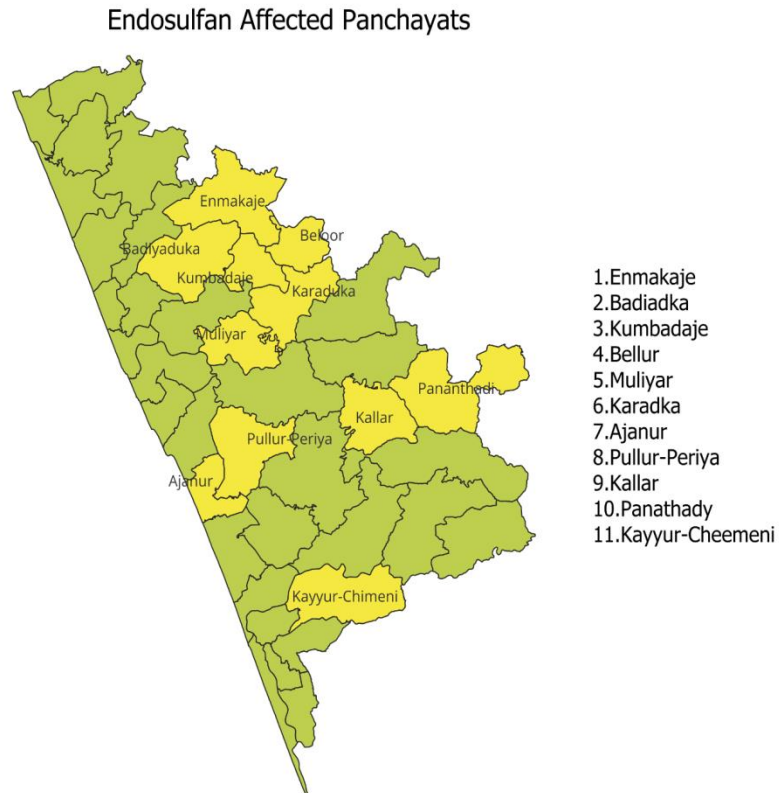 Endosulfan Affected Panchayats
Enmakaje
Beloor
Badiyaduka
Kumbadaje
Karaduka
Muliyar
Pananthadi
Kallar
Pullur-Periya
Ajanur
Kayyur-Chimeni
1.Enmakaje
2.Badiadka
3.Kumbadaje
4.Bellur
5.Muliyar
6.Karadka
7.Ajanur
8.Pullur-Periya
9.Kallar
10.Panathady
11.Kayyur-Cheemeni